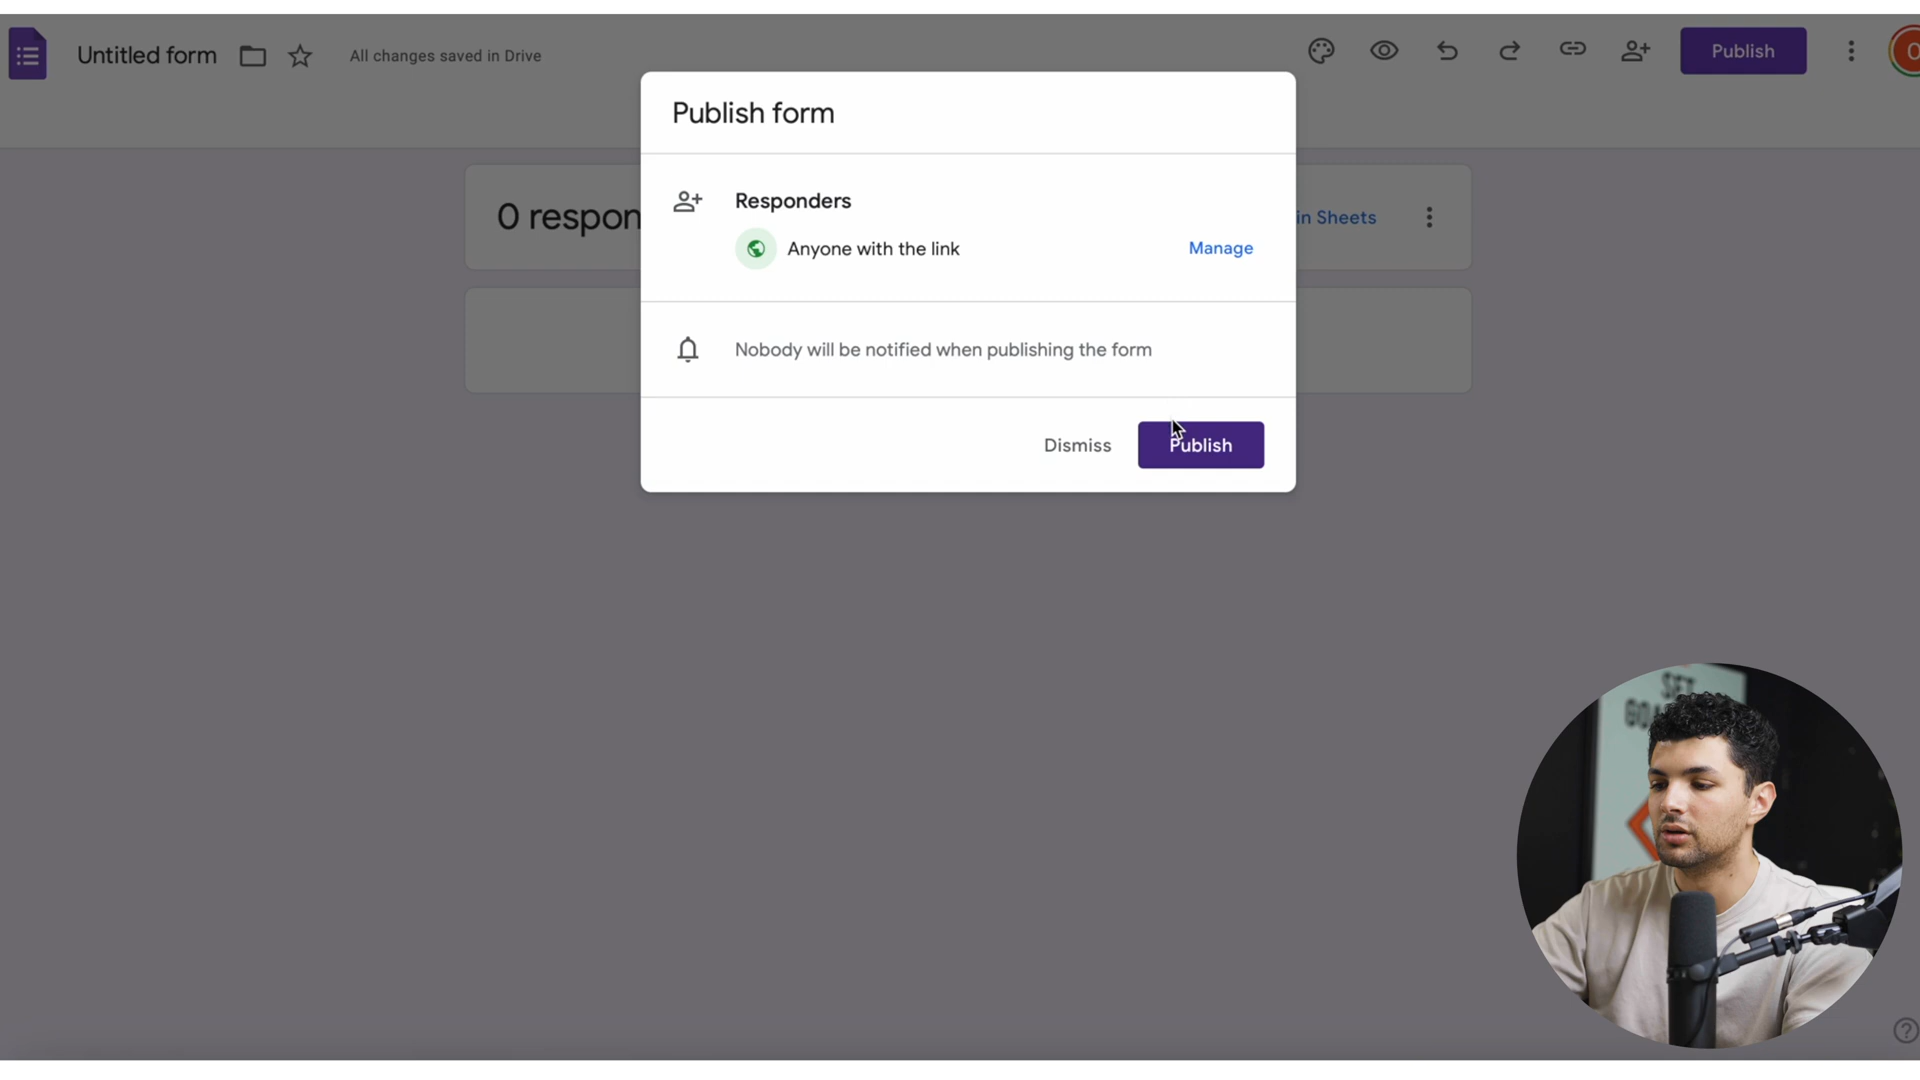 Untitled form
All changes saved in Drive
Publish
Publish form
Responders
Anyone with the link
Manage
0 respon
in Sheets
Nobody will be notified when publishing the form
Dismiss
Publish
SET